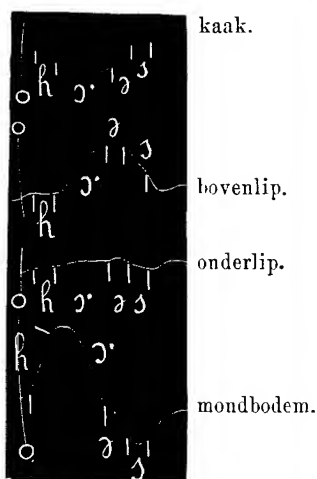 kaak.
h ɔ. ə s
bovenlip.
h ɔ. ə s
onderlip.
h ɔ. ə s
h ɔ. ə s
mondbodem.